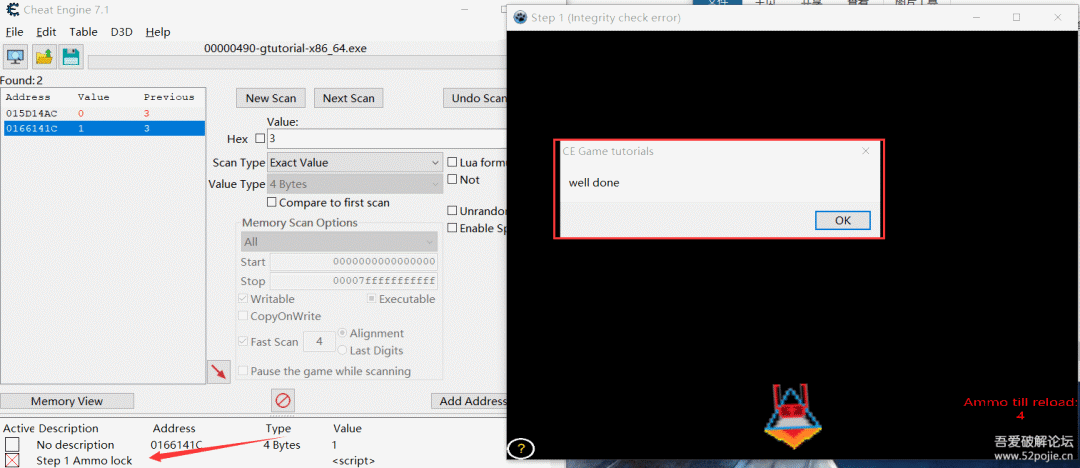 Cheat Engine 7.1
File Edit Table D3D Help
00000490-gtutorial-x86_64.exe
Found:2
Address Value Previous
015D14AC 0 3
0166141C 1 3
New Scan Next Scan Undo Scan
Value:
Hex 3
Scan Type Exact Value
Lua formu
Value Type 4 Bytes
Not
Compare to first scan
Memory Scan Options
All
Unrandor
Enable Sp
Start 0000000000000000
Stop 00007fffffffffff
Writable Executable
CopyOnWrite
Fast Scan 4 Alignment
Last Digits
Pause the game while scanning
Memory View
Add Address
Active Description Address Type Value
No description 0166141C 4 Bytes 1
Step 1 Ammo lock <script>
Step 1 (Integrity check error)
CE Game tutorials
well done
OK
Ammo till reload:
4
?
吾爱破解论坛
www.52pojie.cn